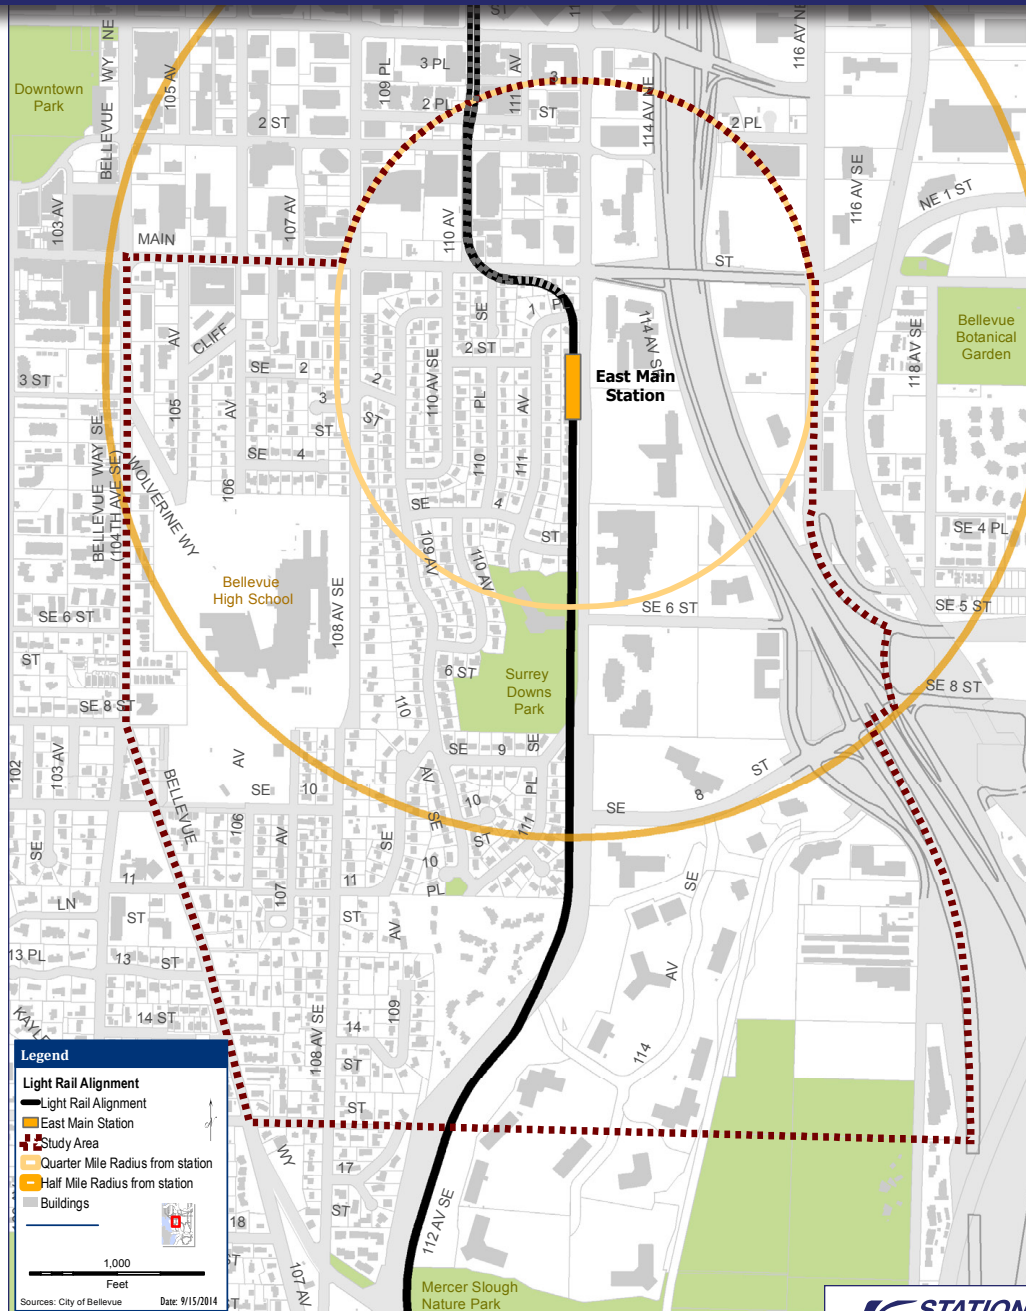 ST
11
116 AV NE
BELLEVUE WY NE
105 AV
109 PL
3 PL
AV
3
Downtown
Park
2 PL
111
ST
114 AV NE
2 ST
2 PL
116 AV SE
NE 1 ST
103 AV
107 AV
110 AV
MAIN
ST
SE
1
PL
114 AV SE
118 AV SE
Bellevue
Botanical
Garden
AV
CLIFF
2 ST
110 AV SE
SE
2
2
3 ST
3
ST
105
AV
PL
AV
East Main
Station
ST
SE
4
106
110
111
BELLEVUE WAY SE
(104TH AVE SE)
WOLVERINE WY
SE
4
ST
SE 4 PL
109 AV
110 AV
Bellevue
High School
108 AV SE
SE 6 ST
SE 5 ST
SE 6 ST
ST
6 ST
Surrey
Downs
Park
SE 8 ST
SE 8 ST
110
SE
9
SE
102
103 AV
AV
BELLEVUE
SE
10
AV
SE
10
ST
PL
111
SE
8
ST
106
AV
SE
SE
10
PL
11
107
11
SE
LN
ST
ST
AV
AV
13 PL
13
ST
14 ST
108 AV SE
14
109
ST
114
ST
WY
17
ST
18
ST
107 AV
112 AV SE
Mercer Slough
Nature Park
Legend
Light Rail Alignment
Light Rail Alignment
East Main Station
Study Area
Quarter Mile Radius from station
Half Mile Radius from station
Buildings
1,000
Feet
Sources: City of Bellevue
Date: 9/15/2014
STATION